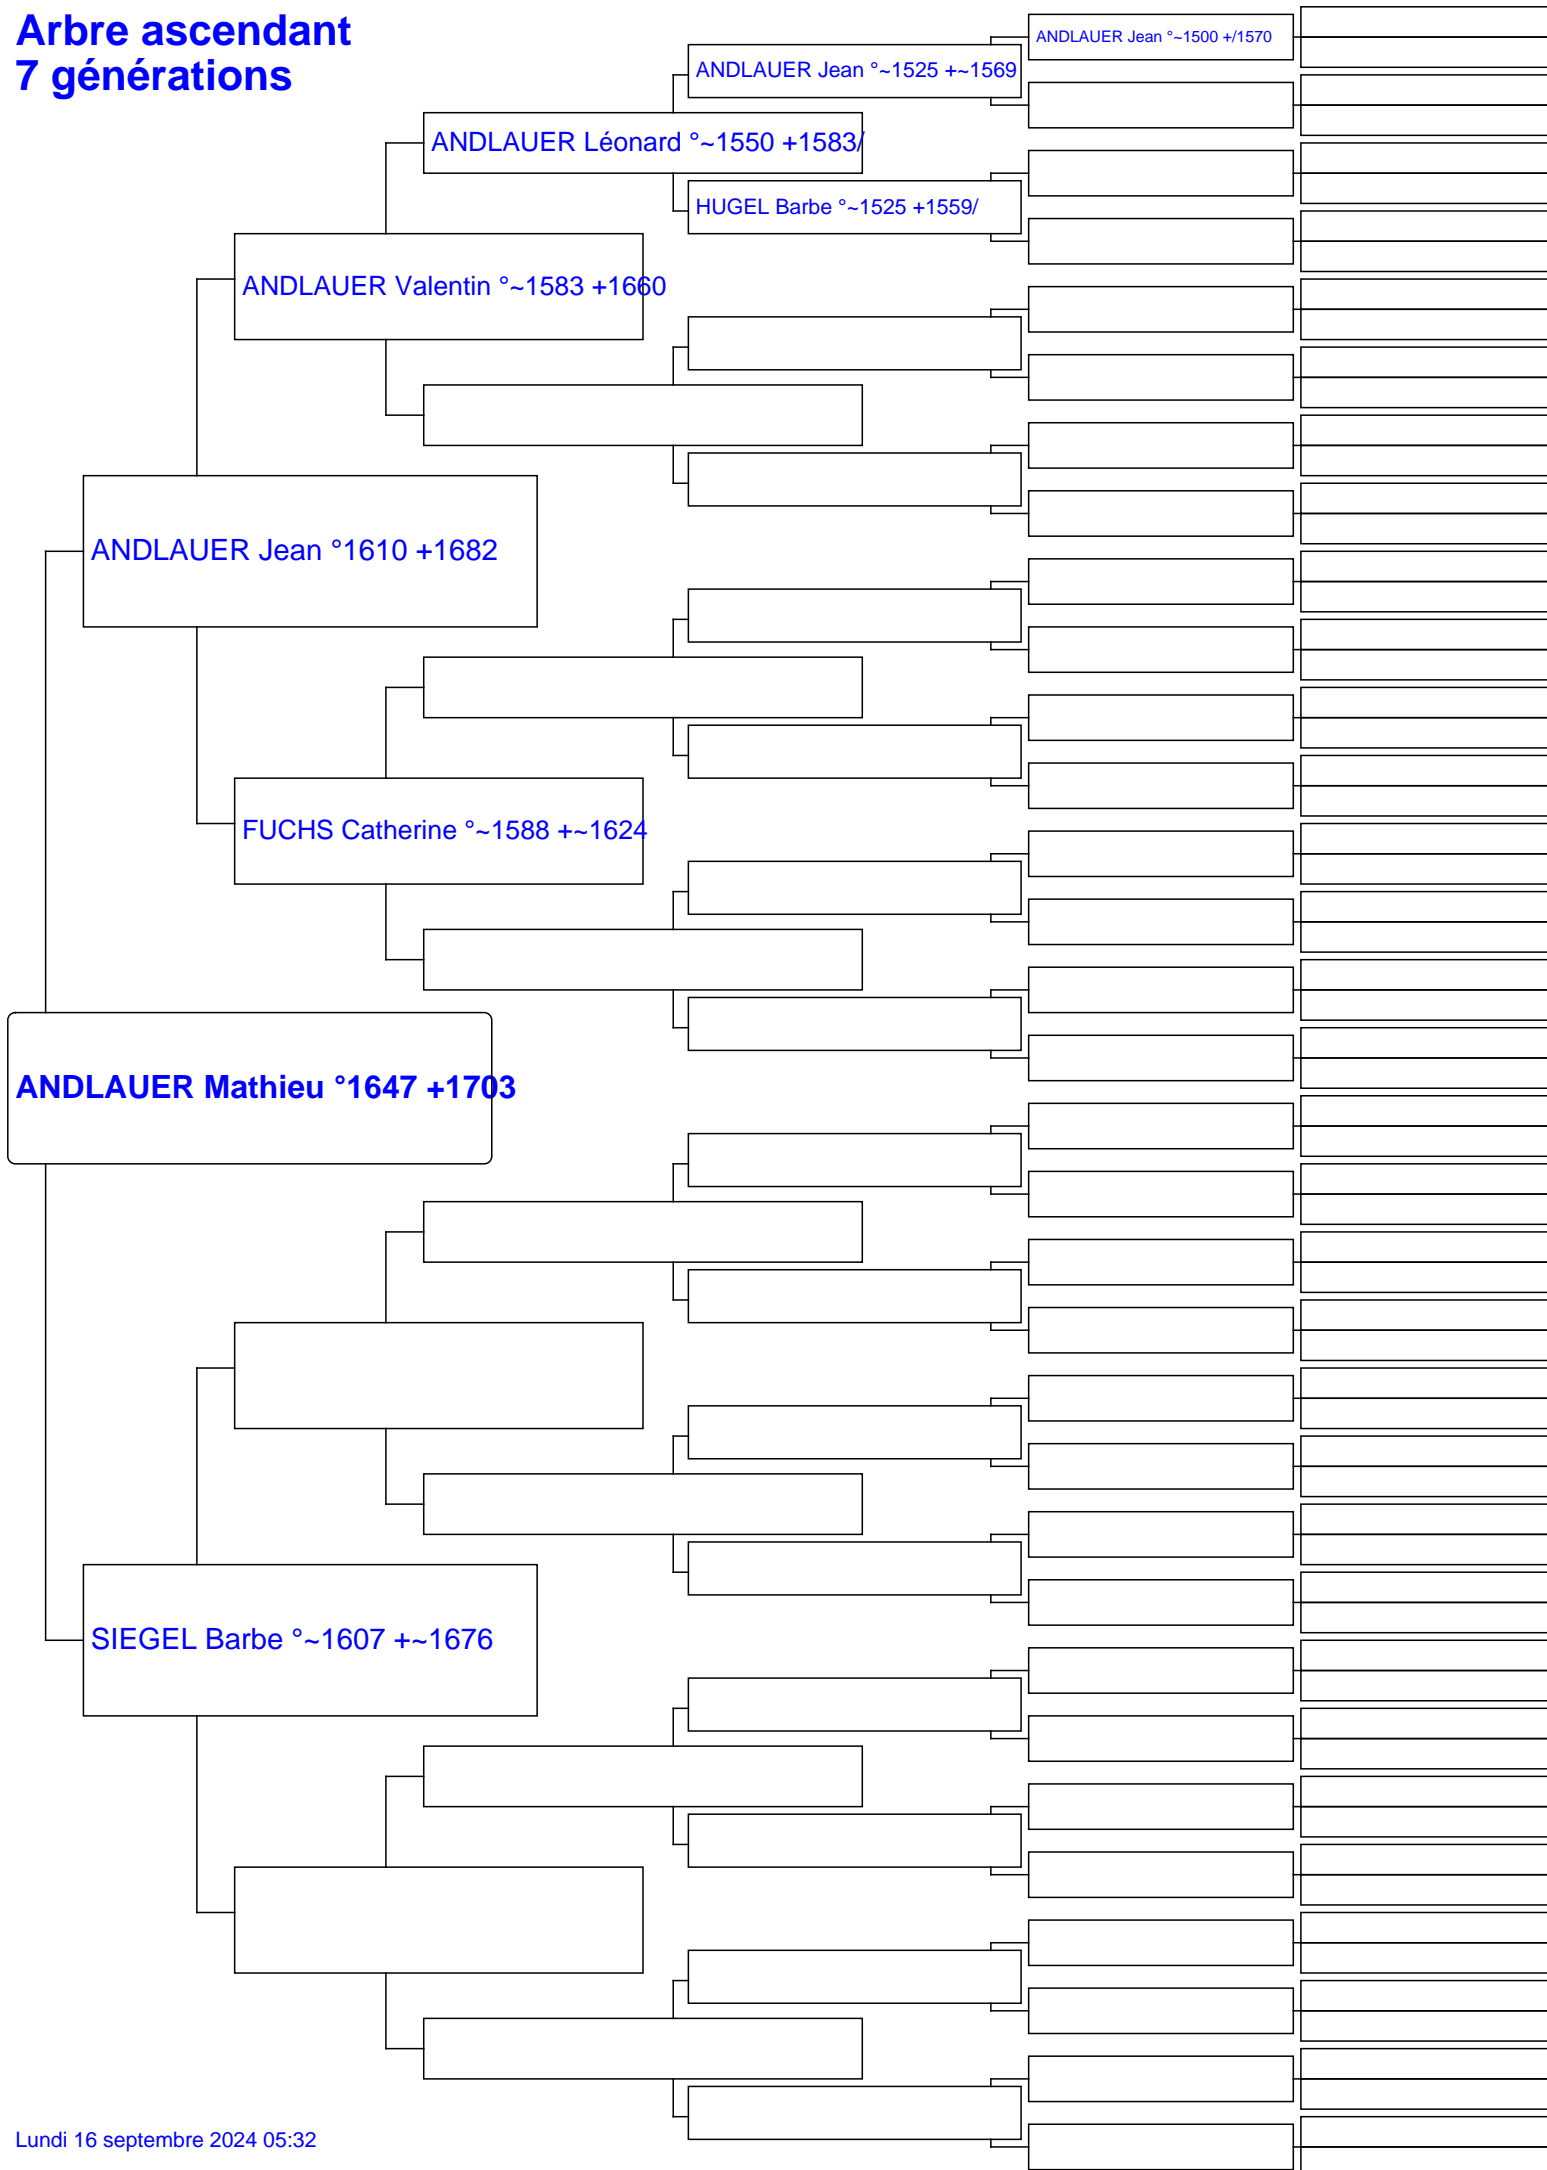 Arbre ascendant
7 générations
ANDLAUER Jean °~1500 +/1570
ANDLAUER Jean °~1525 +~1569
ANDLAUER Léonard °~1550 +1583/
HUGEL Barbe °~1525 +1559/
ANDLAUER Valentin °~1583 +1660
ANDLAUER Jean °1610 +1682
FUCHS Catherine °~1588 +~1624
ANDLAUER Mathieu °1647 +1703
SIEGEL Barbe °~1607 +~1676
Lundi 16 septembre 2024 05:32